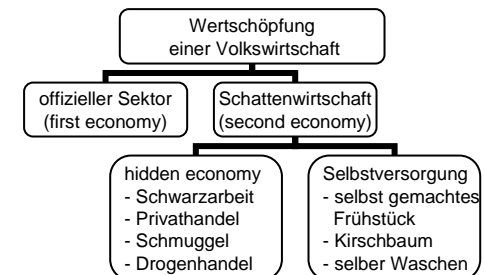 Wertschöpfung
einer Volkswirtschaft
offizieller Sektor
(first economy)
Schattenwirtschaft
(second economy)
hidden economy
- Schwarzarbeit
- Privathandel
- Schmuggel
- Drogenhandel
Selbstversorgung
- selbst gemachtes
Frühstück
- Kirschbaum
- selber Waschen